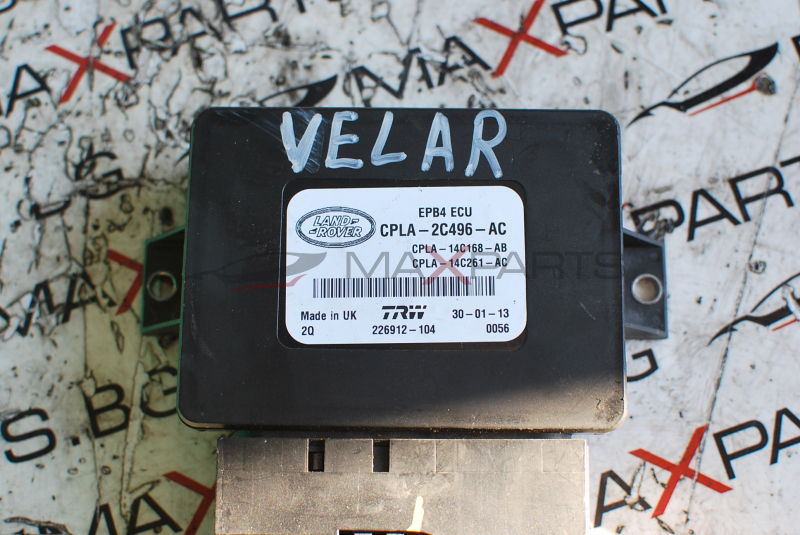 VELAR
LAND-
-ROVER
EPB4 ECU
CPLA-2C496-AC
CPLA-14C168-AB
CPLA-14C261-AC
MAXPARTS
Made in UK TRW 30-01-13
2Q 226912-104 0056